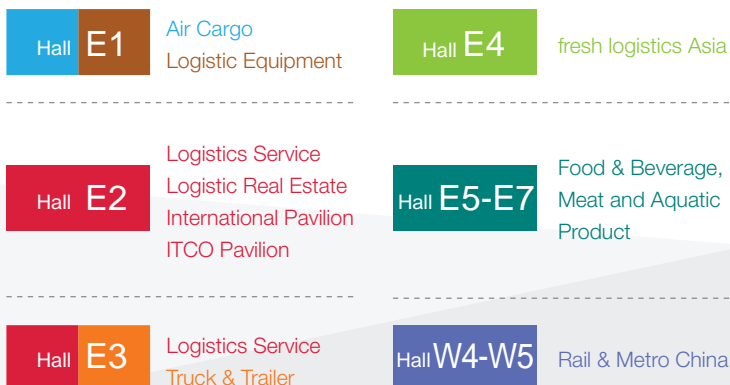 Hall E1
Air Cargo
Logistic Equipment
Hall E4
fresh logistics Asia
Hall E2
Logistics Service
Logistic Real Estate
International Pavilion
ITCO Pavilion
Hall E5-E7
Food & Beverage,
Meat and Aquatic
Product
Hall E3
Logistics Service
Truck & Trailer
Hall W4-W5
Rail & Metro China